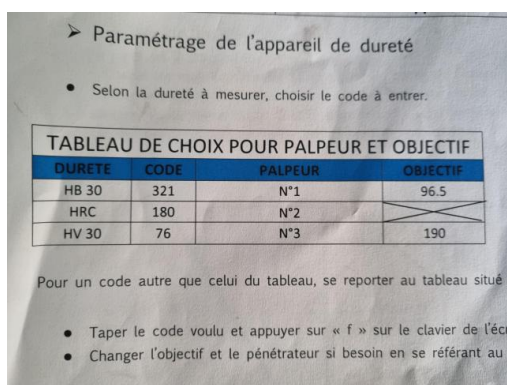 ➢ Paramétrage de l'appareil de dureté
• Selon la dureté à mesurer, choisir le code à entrer.
TABLEAU DE CHOIX POUR PALPEUR ET OBJECTIF
DURETE CODE PALPEUR OBJECTIF
HB 30 321 N°1 96.5
HRC 180 N°2
HV 30 76 N°3 190
Pour un code autre que celui du tableau, se reporter au tableau situé
• Taper le code voulu et appuyer sur « f » sur le clavier de l'éc
• Changer l'objectif et le pénétrateur si besoin en se référant au